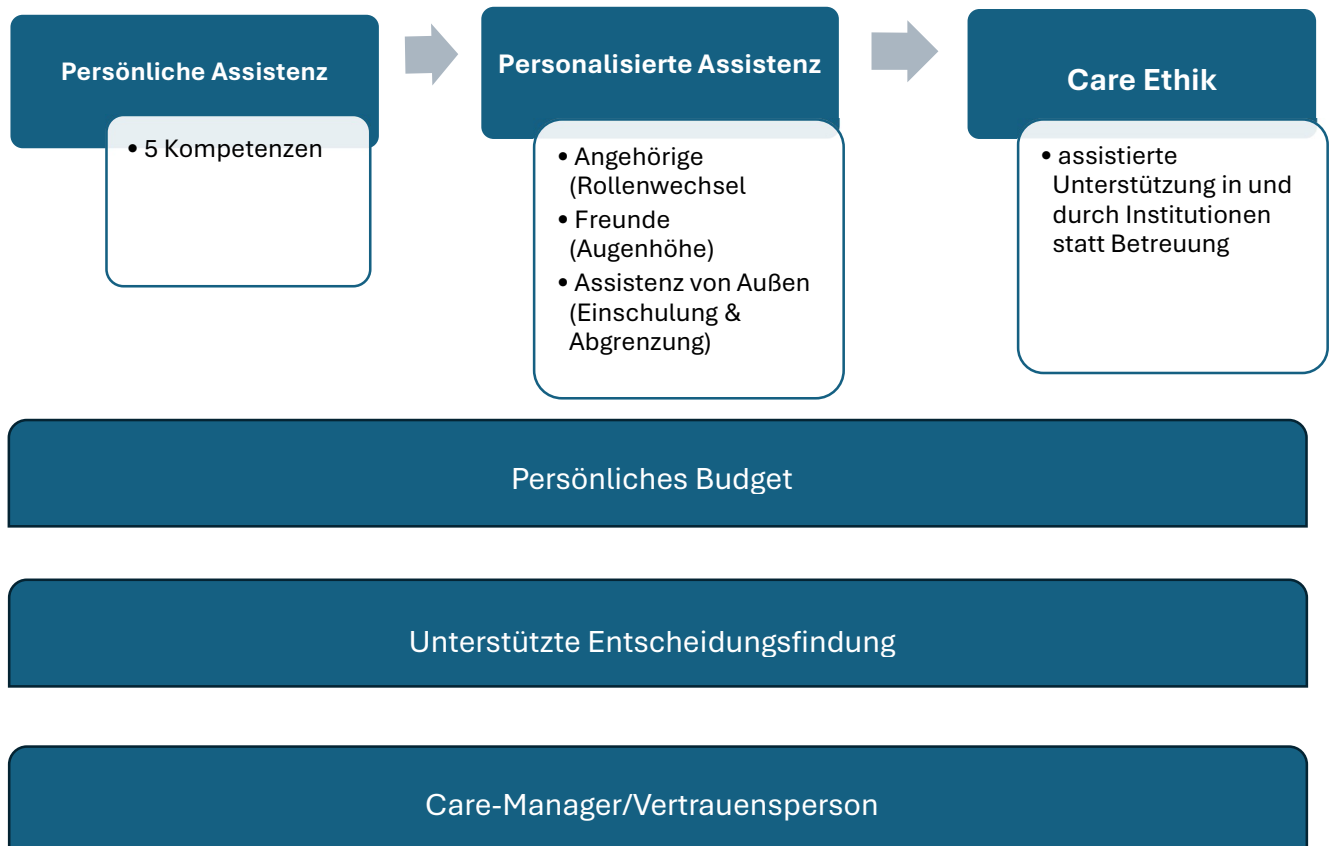 Persönliche Assistenz
• 5 Kompetenzen
Personalisierte Assistenz
• Angehörige
(Rollenwechsel
• Freunde
(Augenhöhe)
• Assistenz von Außen
(Einschulung &
Abgrenzung)
Care Ethik
• assistierte
Unterstützung in und
durch Institutionen
statt Betreuung
Persönliches Budget
Unterstützte Entscheidungsfindung
Care-Manager/Vertrauensperson